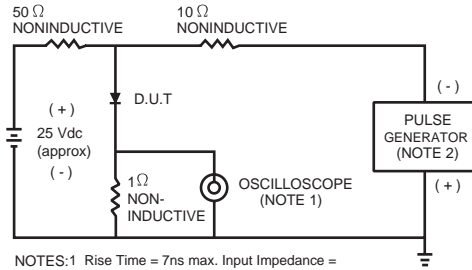 50 Ω
NONINDUCTIVE
10 Ω
NONINDUCTIVE
( + )
25 Vdc
(approx)
( - )
D.U.T
1Ω
NON-
INDUCTIVE
OSCILLOSCOPE
(NOTE 1)
( - )
PULSE
GENERATOR
(NOTE 2)
( + )
NOTES:1 Rise Time = 7ns max. Input Impedance =